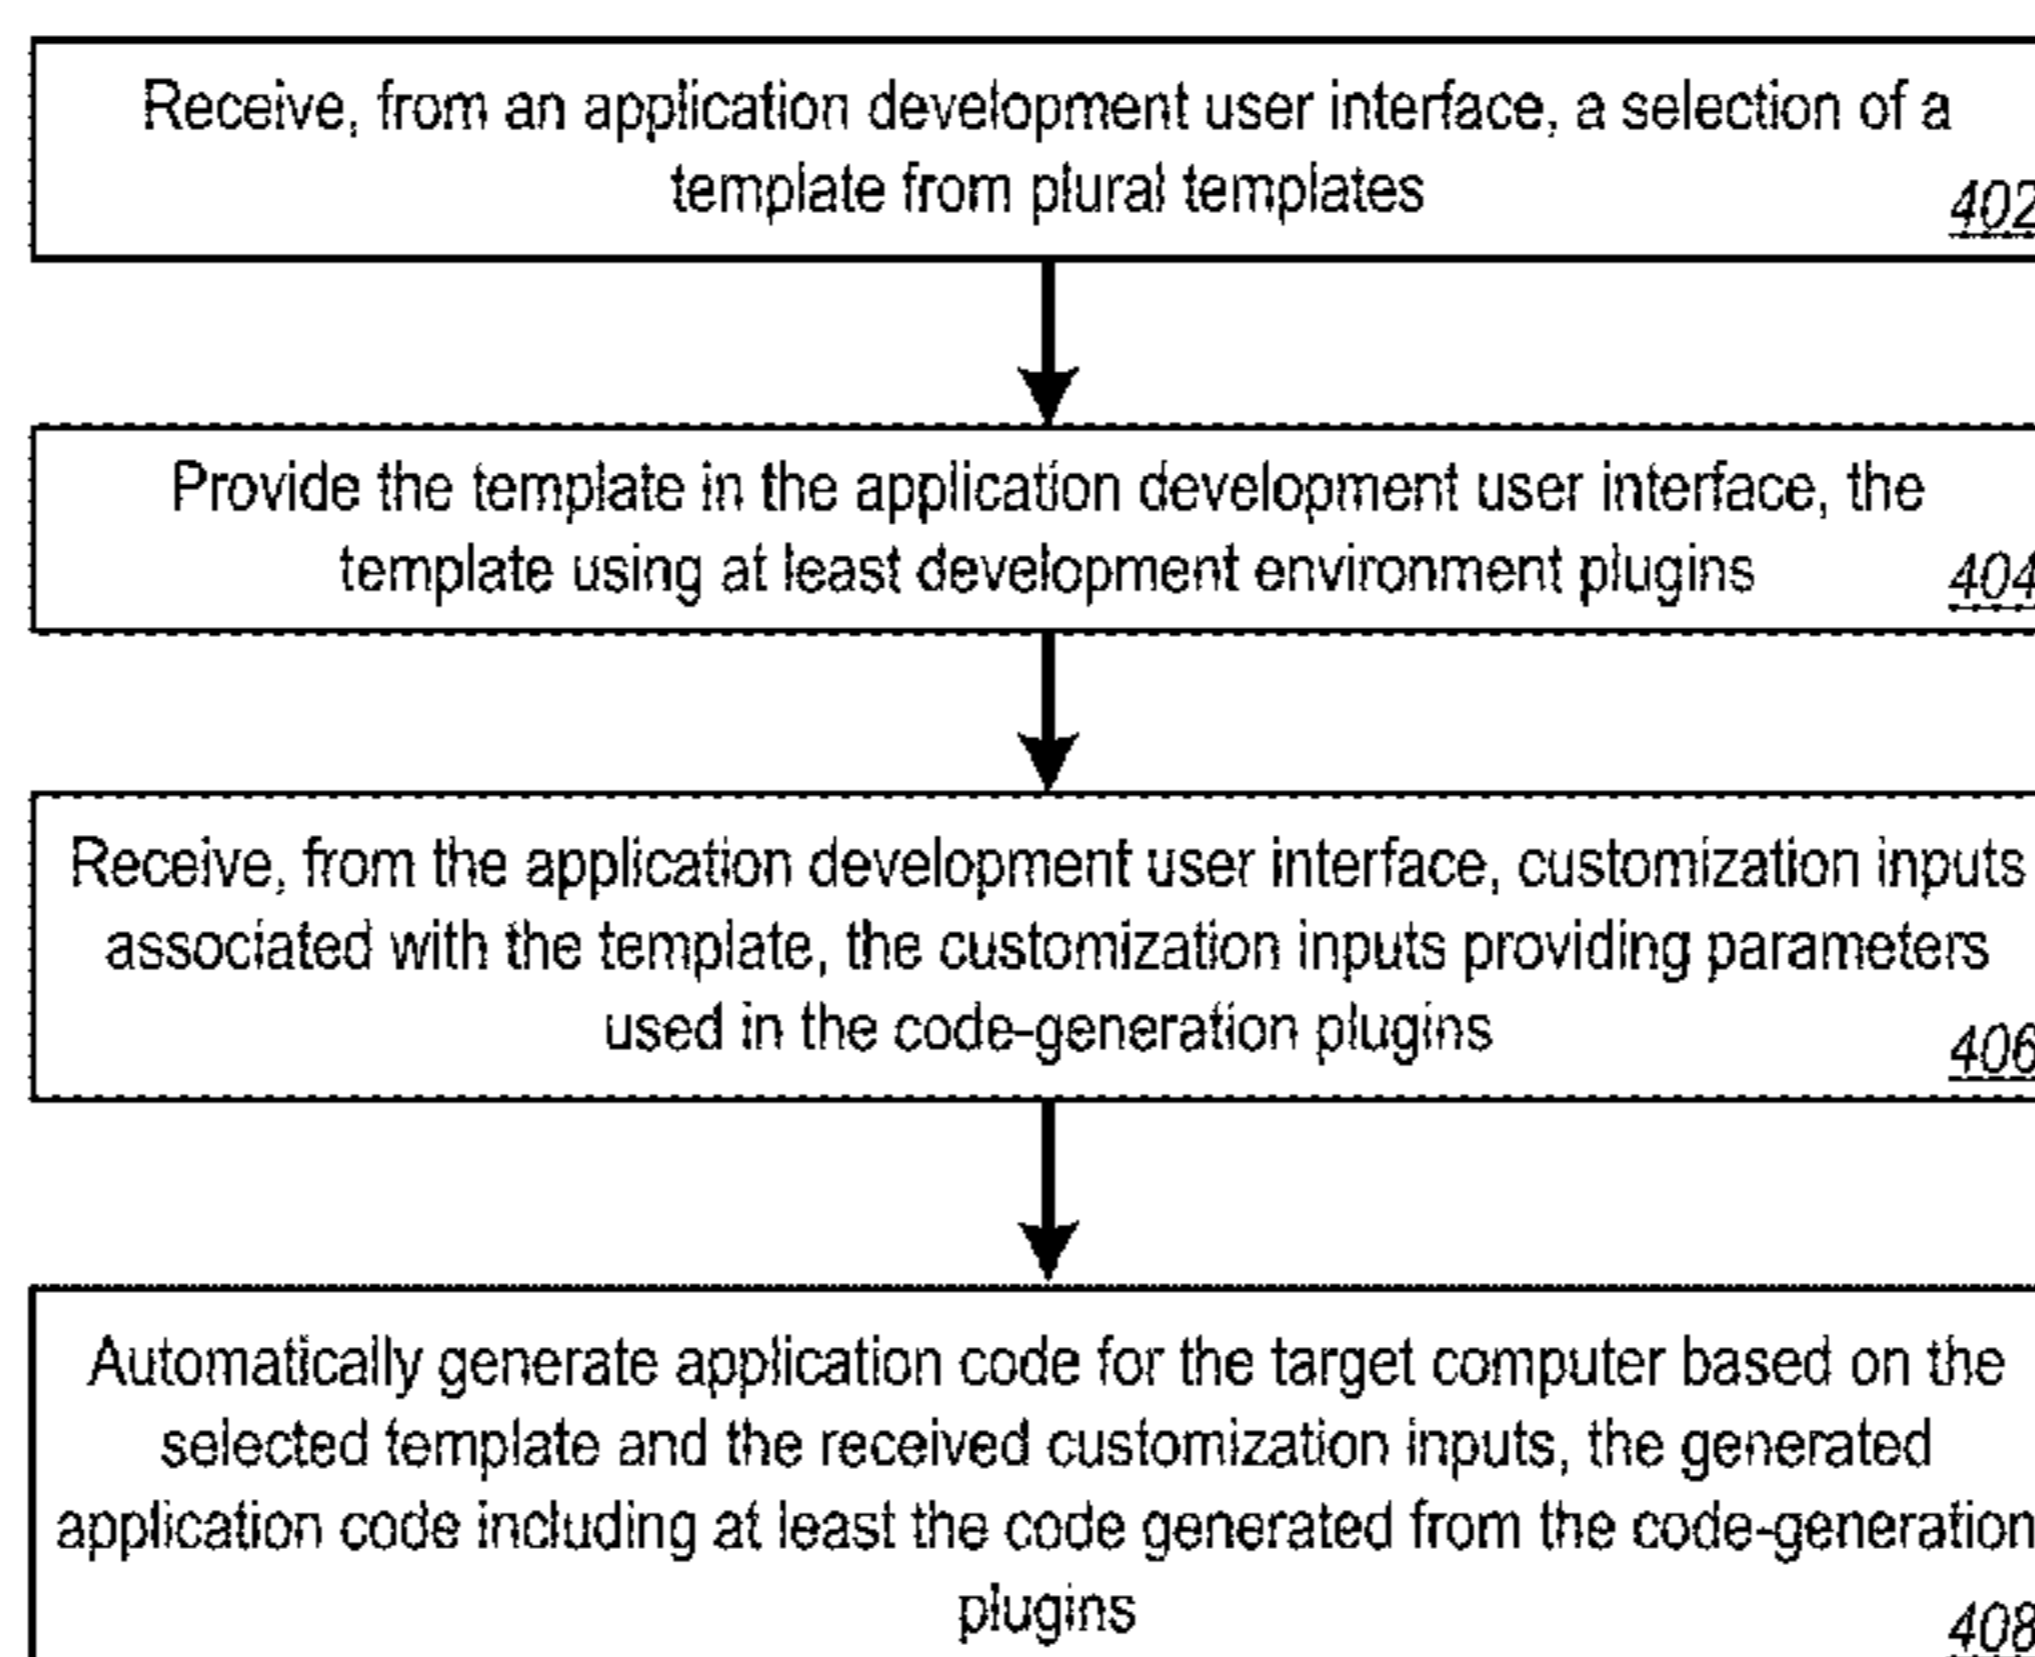 Receive, from an application development user interface, a selection of a
template from plural templates
402
Provide the template in the application development user interface, the
template using at least development environment plugins
404
Receive, from the application development user interface, customization inputs
associated with the template, the customization inputs providing parameters
used in the code-generation plugins
406
Automatically generate application code for the target computer based on the
selected template and the received customization inputs, the generated
application code including at least the code generated from the code-generation
plugins
408